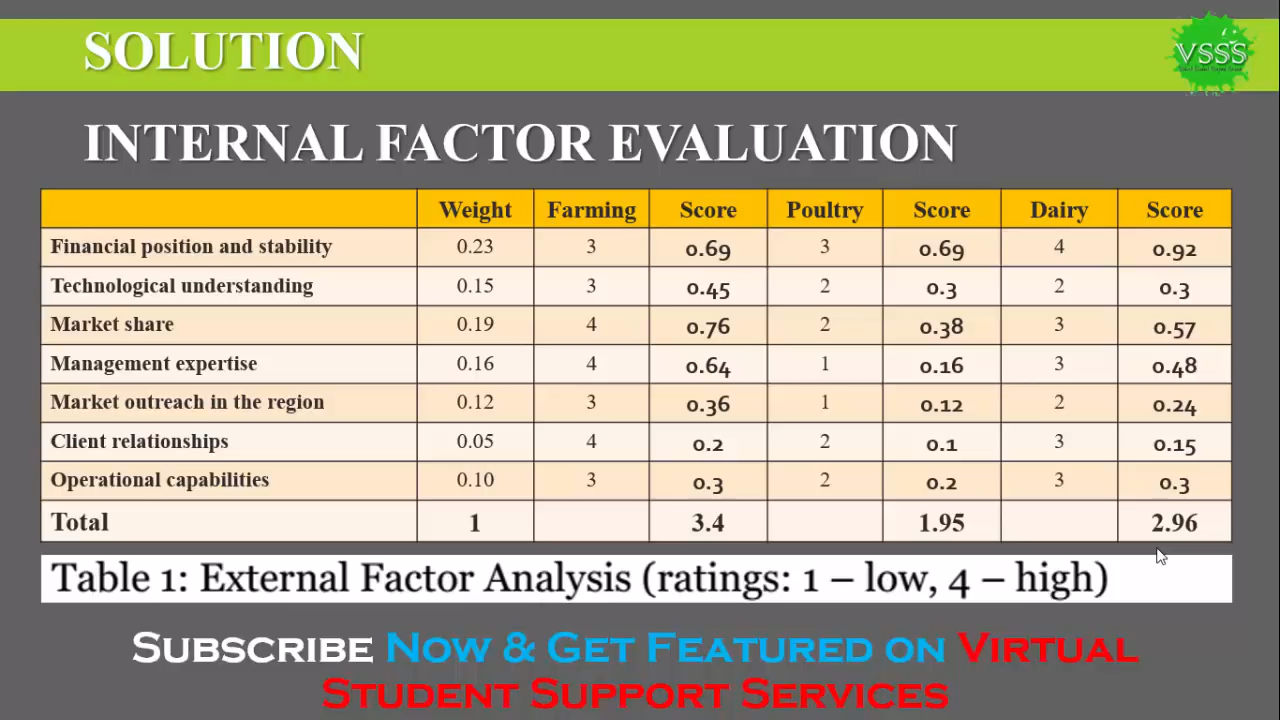 SOLUTION
VSSS
INTERNAL FACTOR EVALUATION
Weight Farming Score Poultry Score Dairy Score
Financial position and stability 0.23 3 0.69 3 0.69 4 0.92
Technological understanding 0.15 3 0.45 2 0.3 2 0.3
Market share 0.19 4 0.76 2 0.38 3 0.57
Management expertise 0.16 4 0.64 1 0.16 3 0.48
Market outreach in the region 0.12 3 0.36 1 0.12 2 0.24
Client relationships 0.05 4 0.2 2 0.1 3 0.15
Operational capabilities 0.10 3 0.3 2 0.2 3 0.3
Total 1 3.4 1.95 2.96
Table 1: External Factor Analysis (ratings: 1 – low, 4 – high)
SUBSCRIBE NOW & GET FEATURED ON VIRTUAL
STUDENT SUPPORT SERVICES